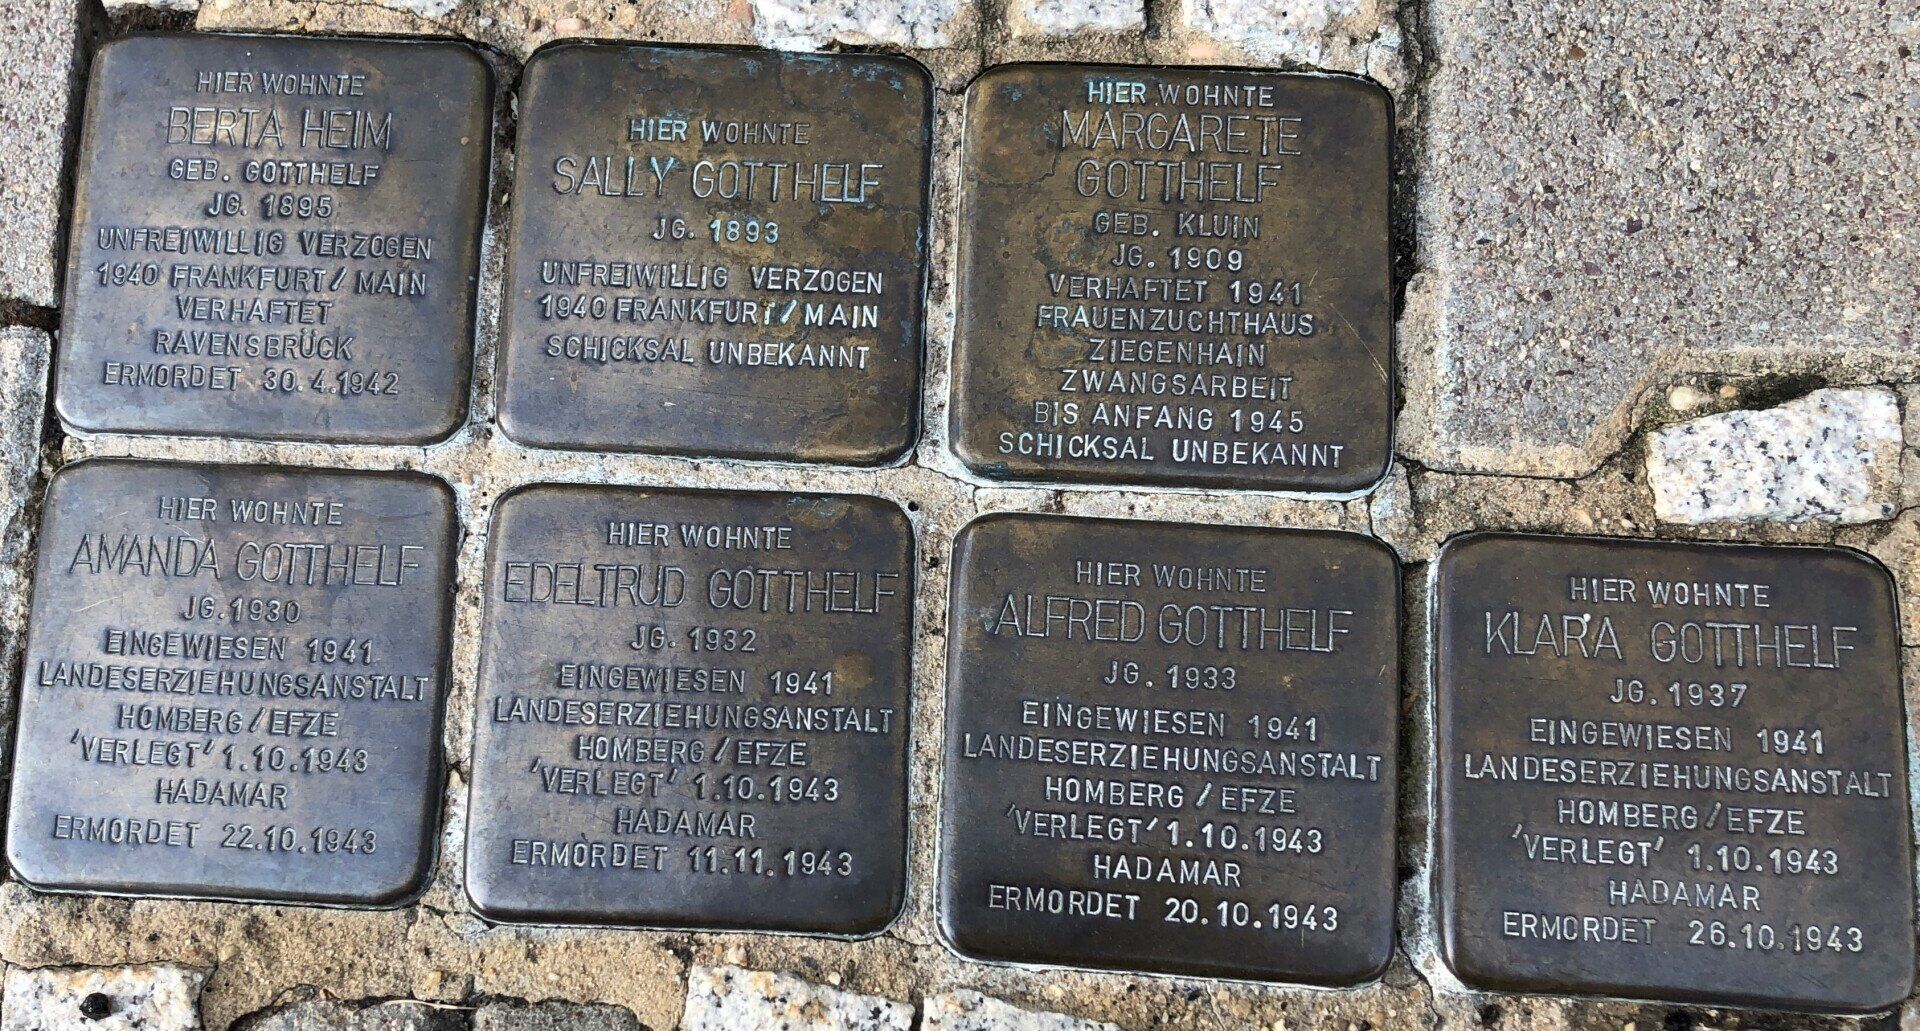 HIER WOHNTE
BERTA HEIM
GEB. GOTTHELF
JG. 1895
UNFREIWILLIG VERZOGEN
1940 FRANKFURT/MAIN
VERHAFTET
RAVENSBRÜCK
ERMORDET 30.4.1942
HIER WOHNTE
SALLY GOTTHELF
JG. 1893
UNFREIWILLIG VERZOGEN
1940 FRANKFURT/MAIN
SCHICKSAL UNBEKANNT
HIER WOHNTE
MARGARETE
GOTTHELF
GEB. KLUIN
JG. 1909
VERHAFTET 1941
FRAUENZUCHTHAUS
ZIEGENHAIN
ZWANGSARBEIT
BIS ANFANG 1945
SCHICKSAL UNBEKANNT
HIER WOHNTE
AMANDA GOTTHELF
JG. 1930
EINGEWIESEN 1941
LANDESERZIEHUNGSANSTALT
HOMBERG/EFZE
'VERLEGT' 1.10.1943
HADAMAR
ERMORDET 22.10.1943
HIER WOHNTE
EDELTRUD GOTTHELF
JG. 1932
EINGEWIESEN 1941
LANDESERZIEHUNGSANSTALT
HOMBERG/EFZE
'VERLEGT' 1.10.1943
HADAMAR
ERMORDET 11.11.1943
HIER WOHNTE
ALFRED GOTTHELF
JG. 1933
EINGEWIESEN 1941
LANDESERZIEHUNGSANSTALT
HOMBERG/EFZE
'VERLEGT' 1.10.1943
HADAMAR
ERMORDET 20.10.1943
HIER WOHNTE
KLARA GOTTHELF
JG. 1937
EINGEWIESEN 1941
LANDESERZIEHUNGSANSTALT
HOMBERG/EFZE
'VERLEGT' 1.10.1943
HADAMAR
ERMORDET 26.10.1943